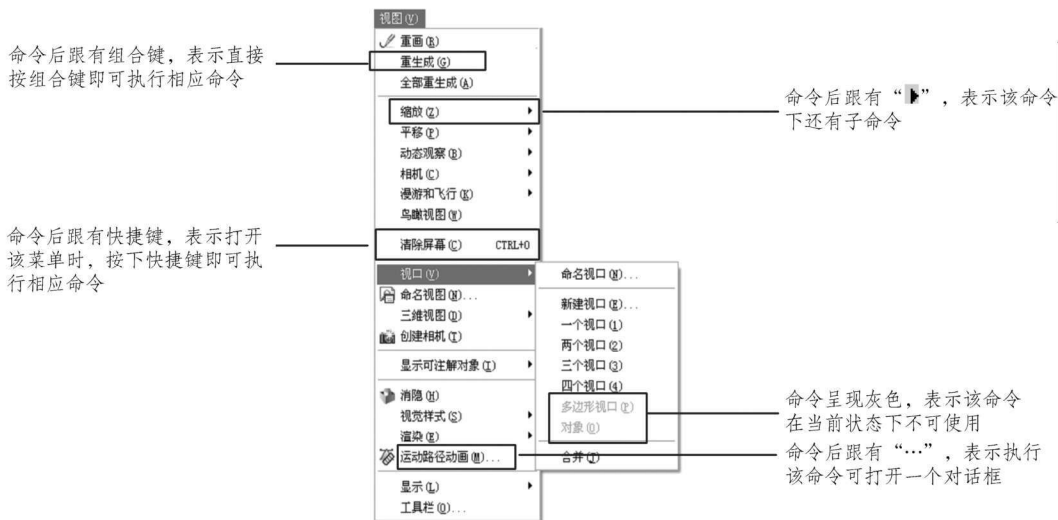 视图(V)
命令后跟有组合键，表示直接
按组合键即可执行相应命令
重画(R)
重生成(G)
全部重生成(A)
缩放(Z)
平移(P)
动态观察(B)
相机(C)
漫游和飞行(K)
鸟瞰视图(W)
清除屏幕(C) CTRL+0
命令后跟有“▶”，表示该命令
下还有子命令
命令后跟有快捷键，表示打开
该菜单时，按下快捷键即可执
行相应命令
视口(V)
命名视图(N)...
三维视图(D)
创建相机(T)
显示可注解对象(I)
消隐(H)
视觉样式(S)
渲染(E)
运动路径动画(M)...
显示(L)
工具栏(O)...
命名视口(N)...
新建视口(E)...
一个视口(1)
两个视口(2)
三个视口(3)
四个视口(4)
多边形视口(P)
对象(O)
合并(J)
命令呈现灰色，表示该命令
在当前状态下不可使用
命令后跟有“…”，表示执行
该命令可打开一个对话框